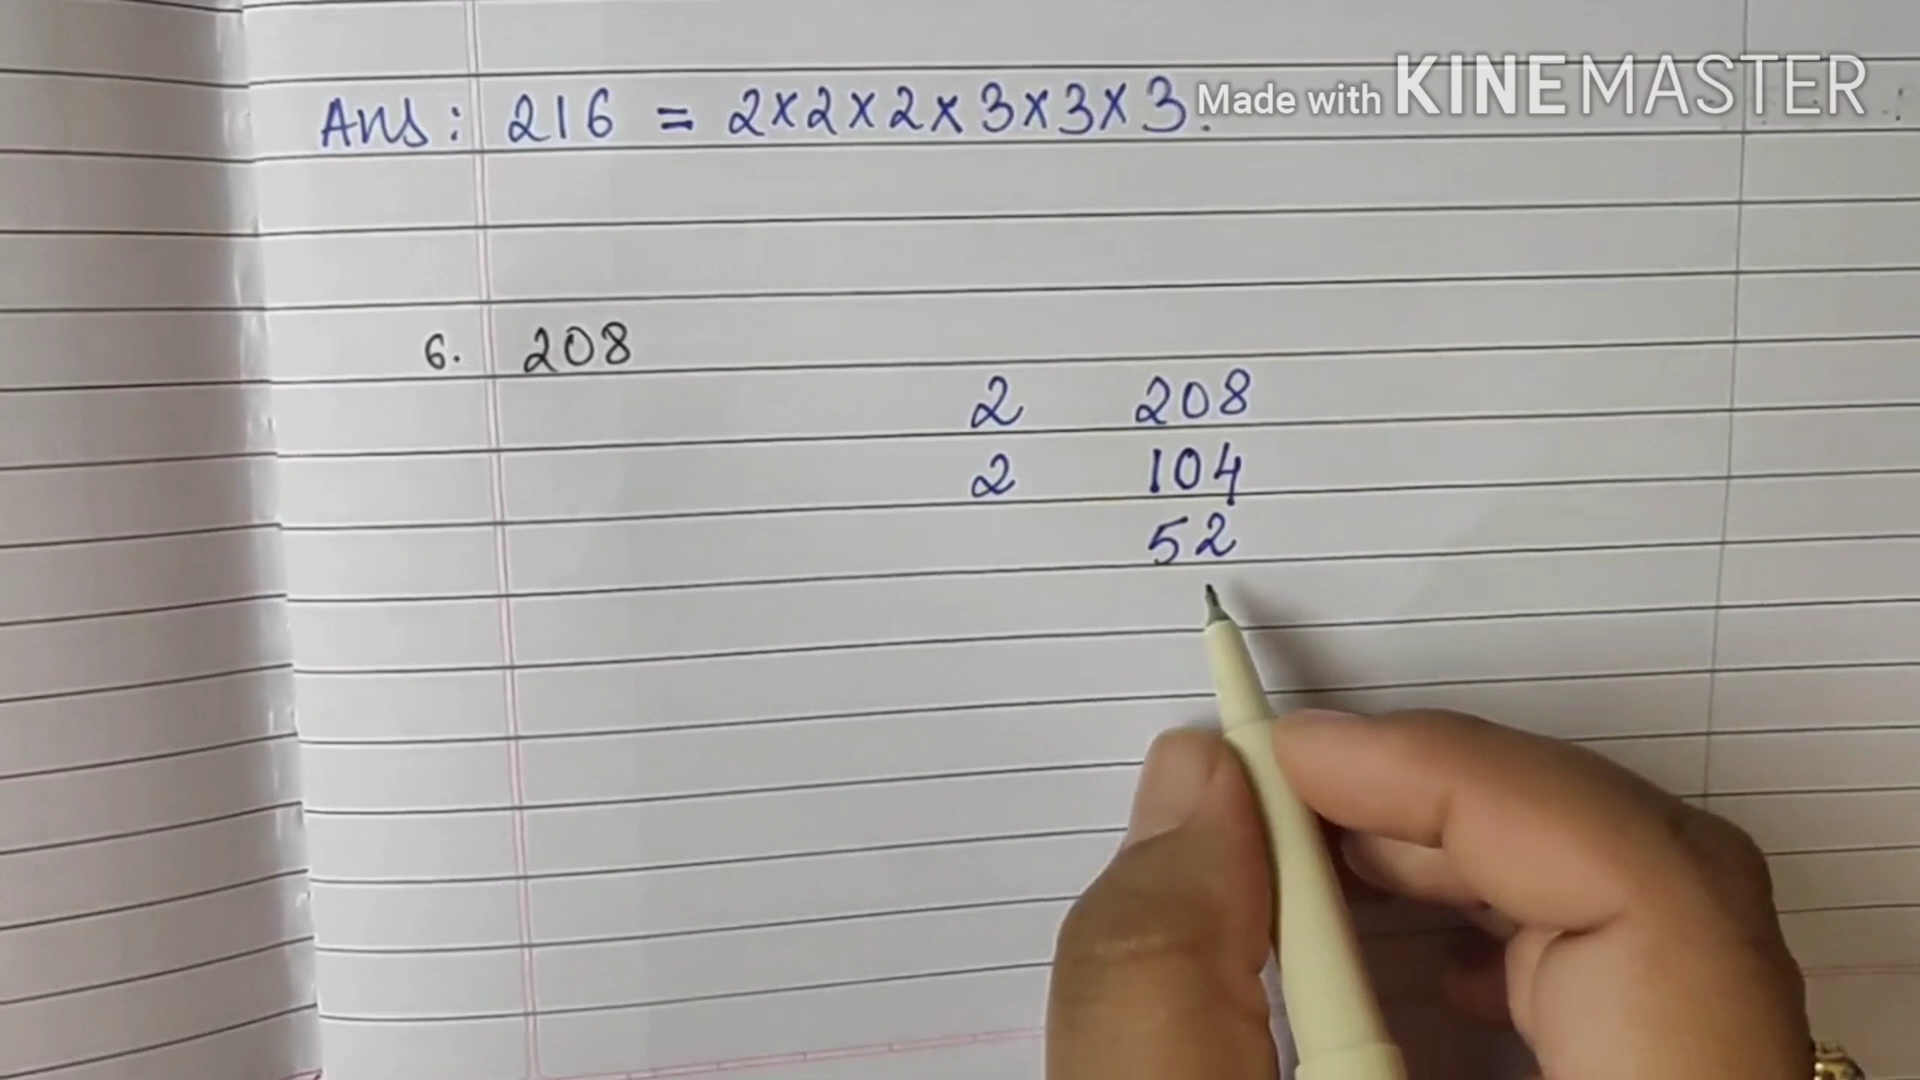 Made with KINEMASTER
Ans: 216 = 2×2×2×3×3×3.
6. 208
2 208
2 104
52